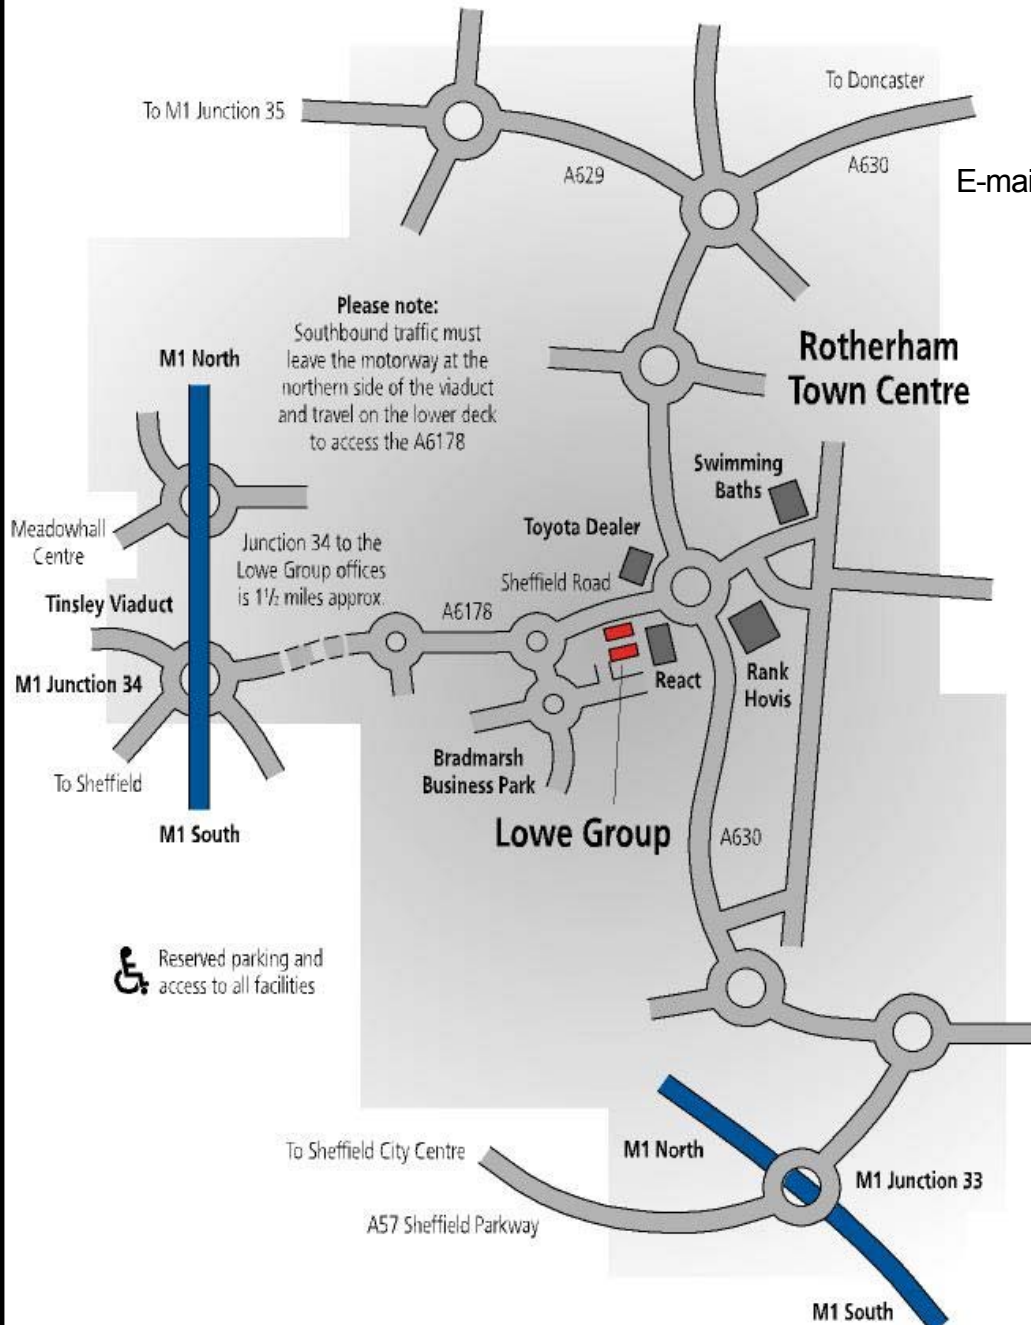 To M1 Junction 35
To Doncaster
A629
A630
E-mai
Please note:
Southbound traffic must
leave the motorway at the
northern side of the viaduct
and travel on the lower deck
to access the A6178
M1 North
Rotherham
Town Centre
Swimming
Baths
Meadowhall
Centre
Toyota Dealer
Junction 34 to the
Lowe Group offices
is 1½ miles approx.
Sheffield Road
Tinsley Viaduct
A6178
M1 Junction 34
React
Rank
Hovis
To Sheffield
Bradmarsh
Business Park
M1 South
Lowe Group
A630
Reserved parking and
access to all facilities
To Sheffield City Centre
M1 North
M1 Junction 33
A57 Sheffield Parkway
M1 South